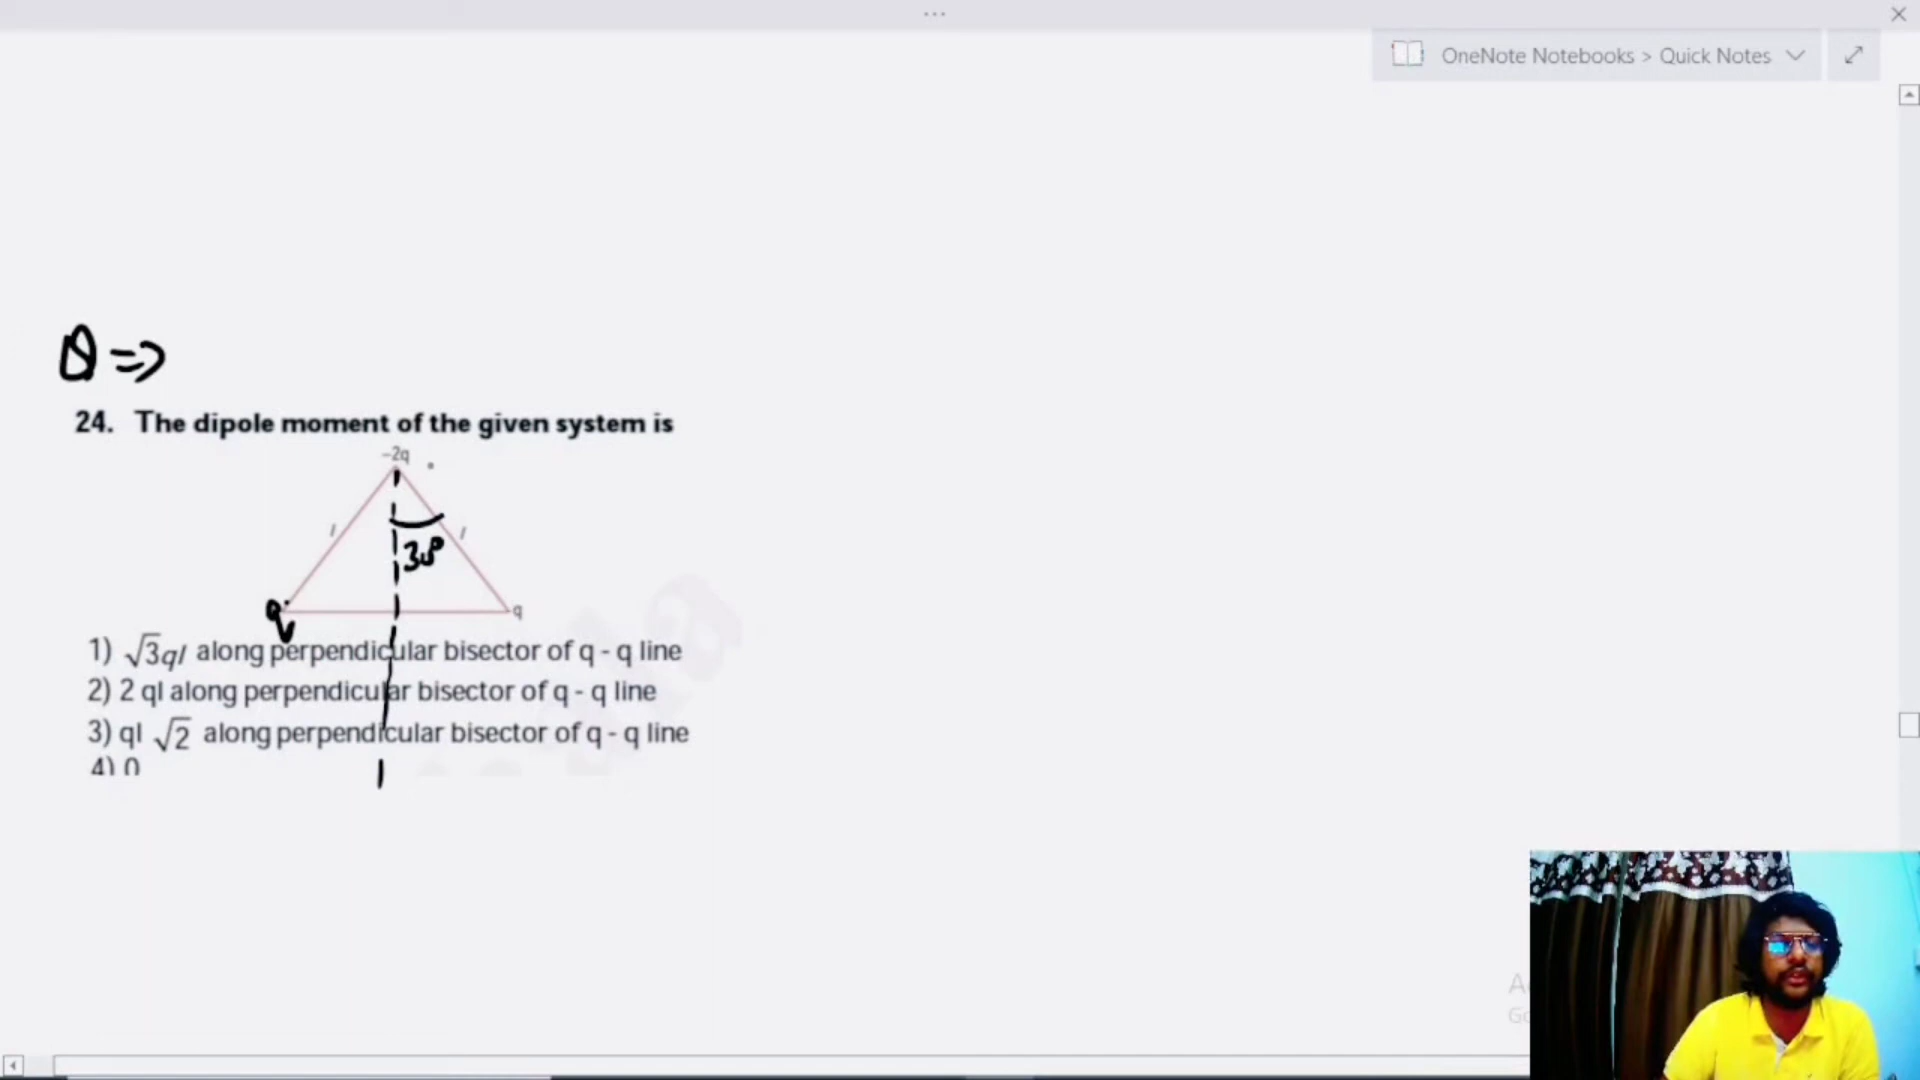 ...
OneNote Notebooks > Quick Notes
Q ⇒
24. The dipole moment of the given system is
-2q
l
l
30°
q
q
1) √3ql along perpendicular bisector of q - q line
2) 2 ql along perpendicular bisector of q - q line
3) ql √2 along perpendicular bisector of q - q line
4) 0